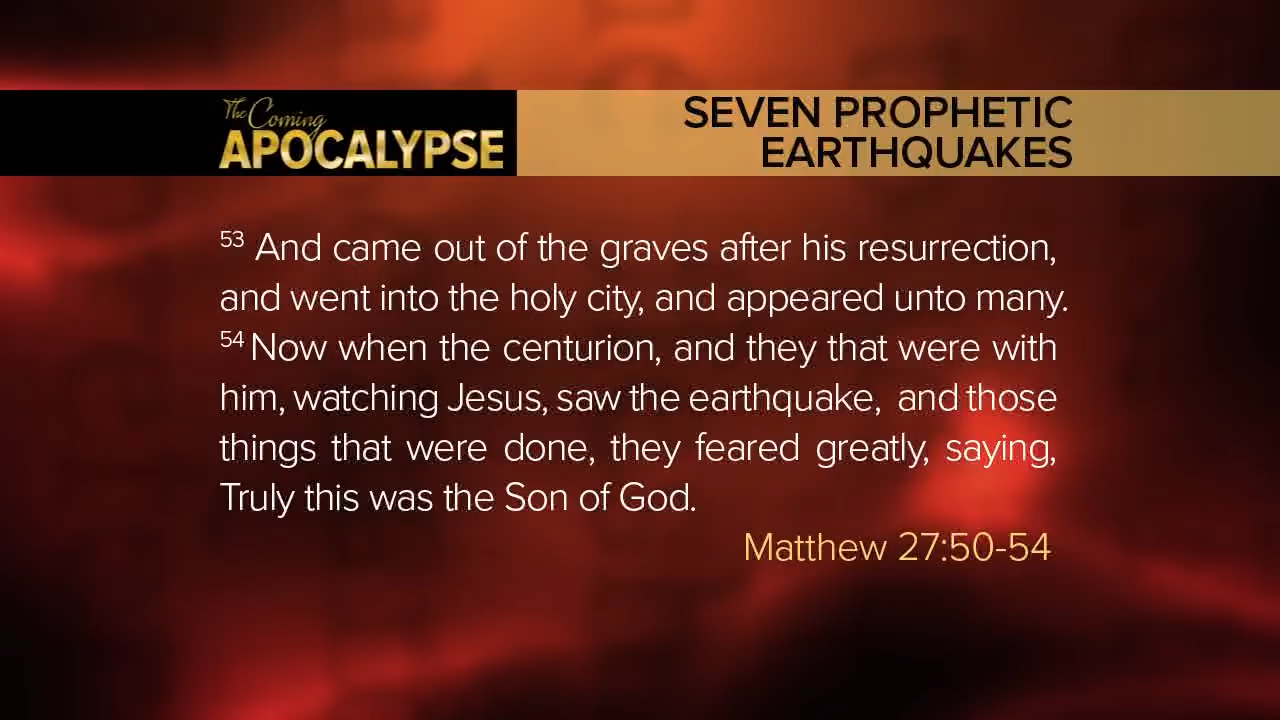 The Coming
APOCALYPSE
SEVEN PROPHETIC
EARTHQUAKES
53 And came out of the graves after his resurrection,
and went into the holy city, and appeared unto many.
54 Now when the centurion, and they that were with
him, watching Jesus, saw the earthquake, and those
things that were done, they feared greatly, saying,
Truly this was the Son of God.
Matthew 27:50-54